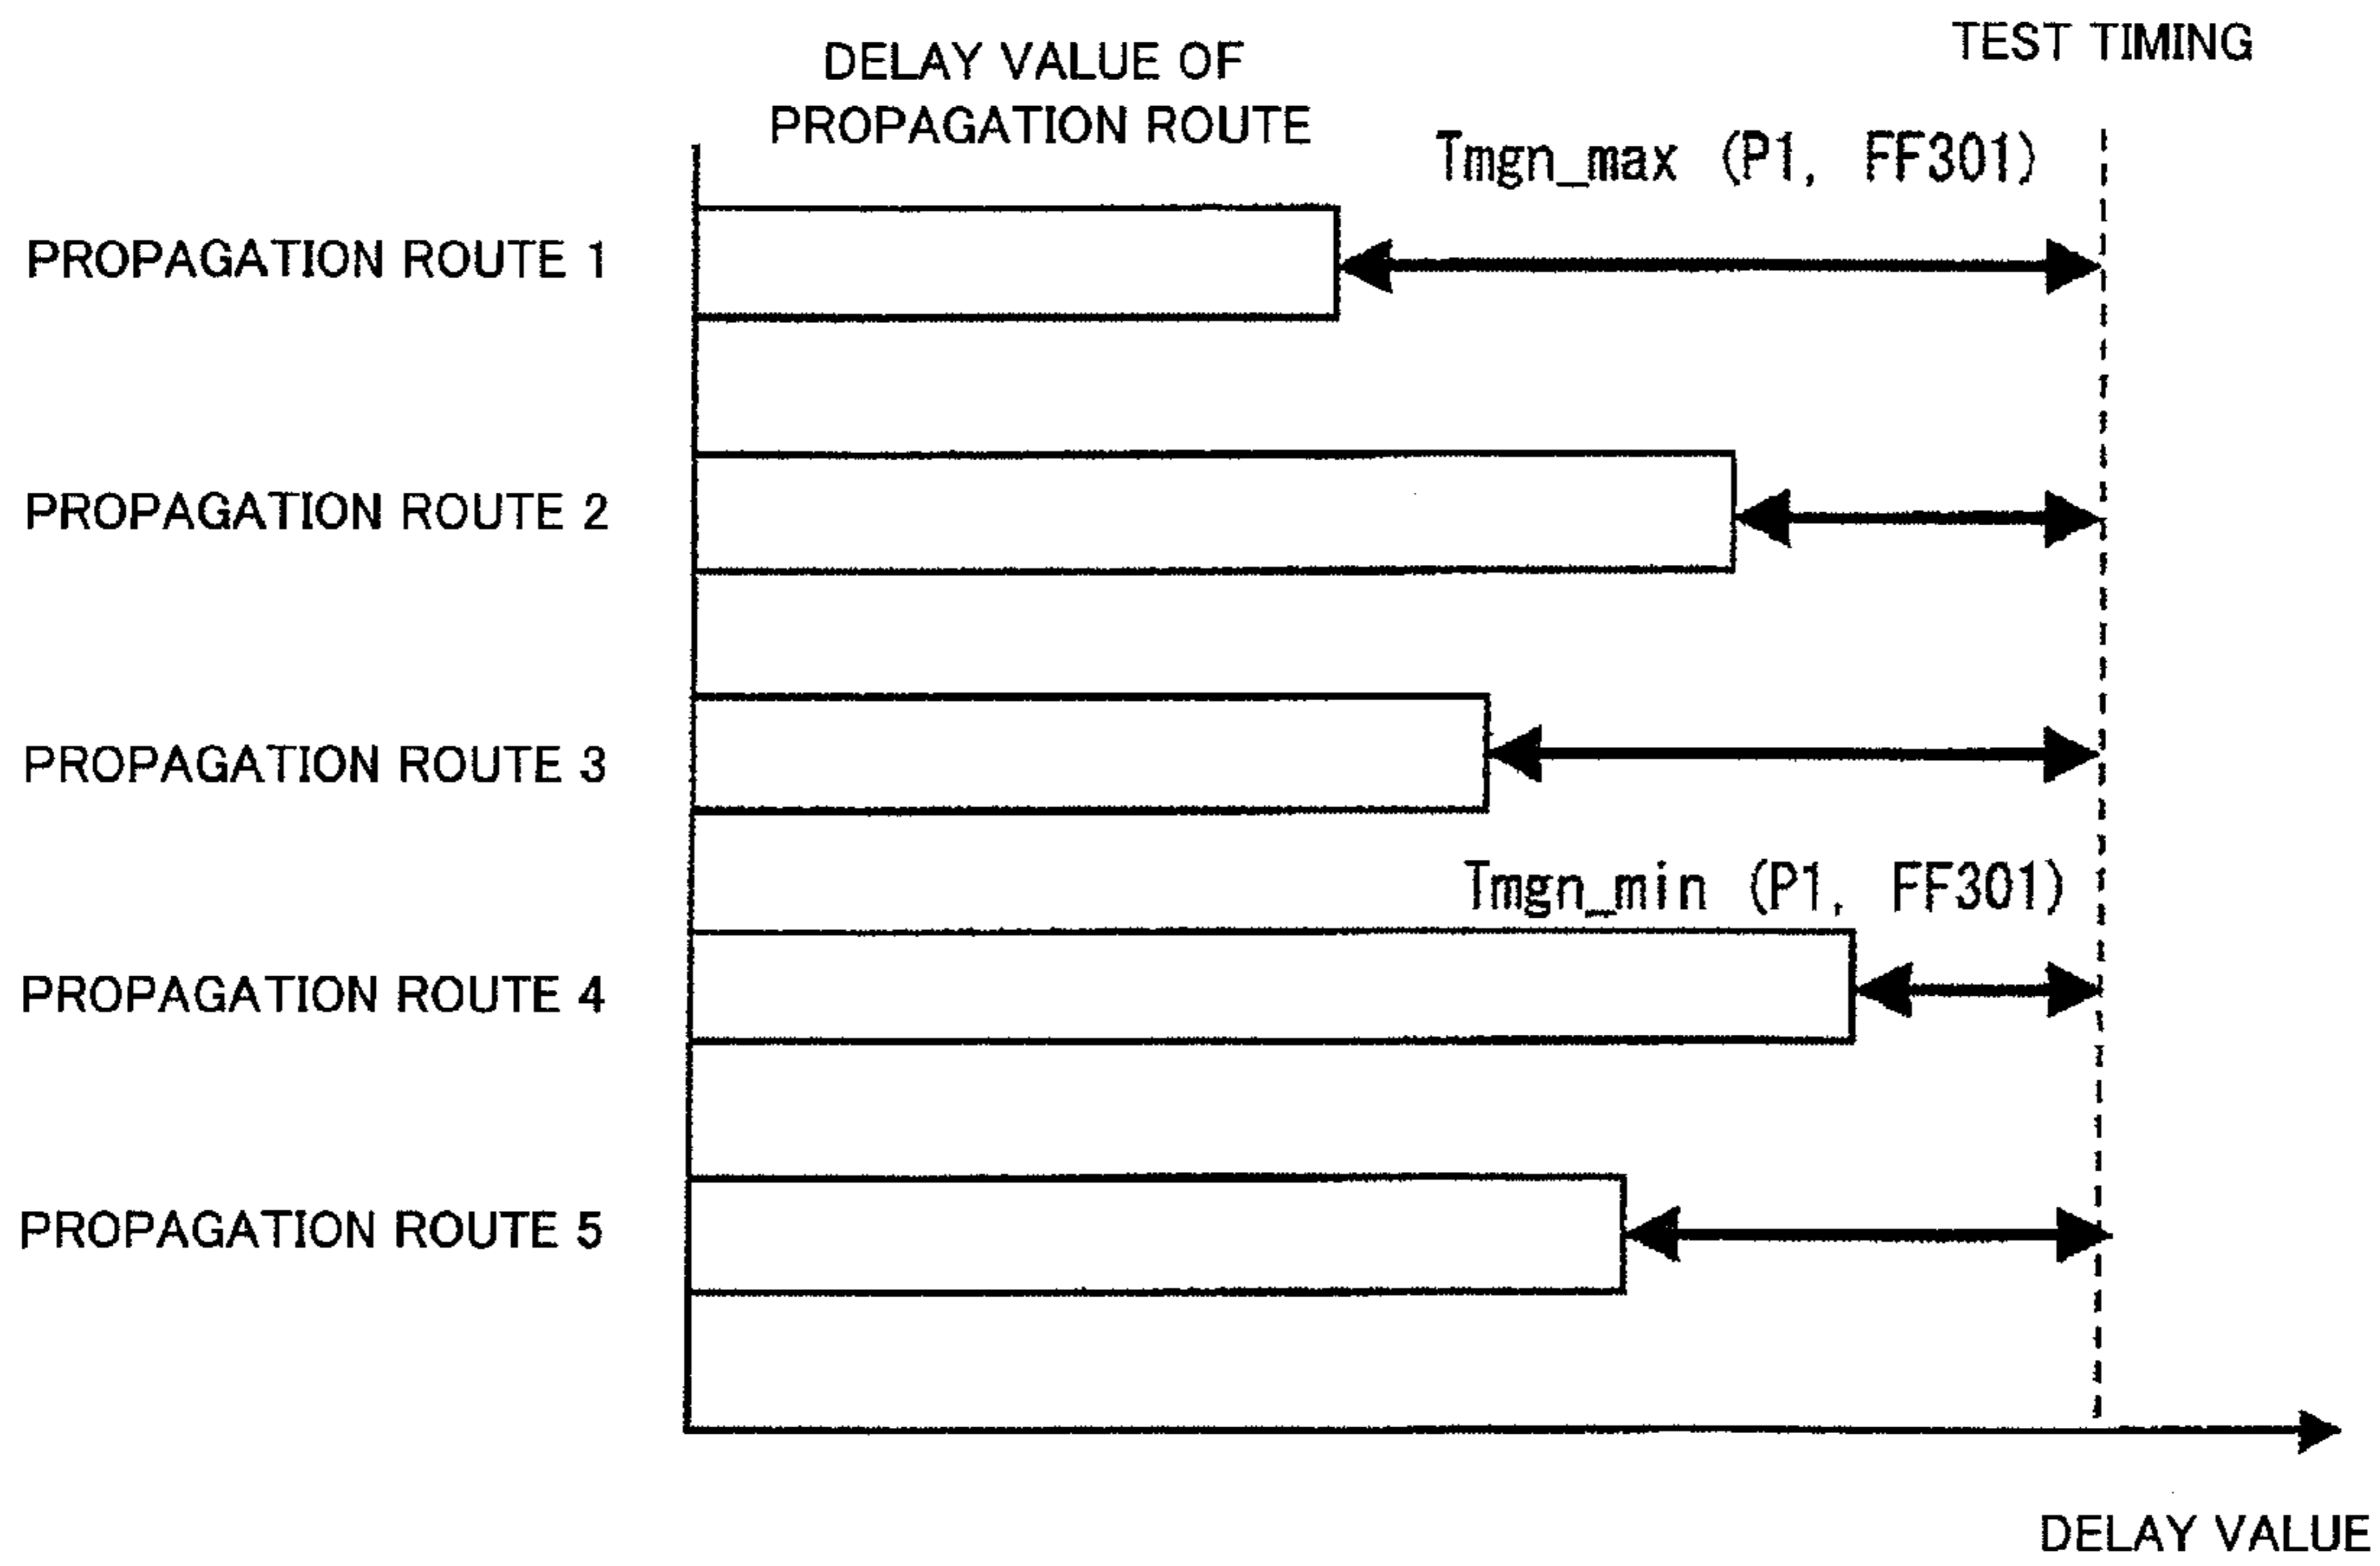 TEST TIMING
DELAY VALUE OF
PROPAGATION ROUTE
Tmgn_max (P1, FF301)
PROPAGATION ROUTE 1
PROPAGATION ROUTE 2
PROPAGATION ROUTE 3
Tmgn_min (P1, FF301)
PROPAGATION ROUTE 4
PROPAGATION ROUTE 5
DELAY VALUE